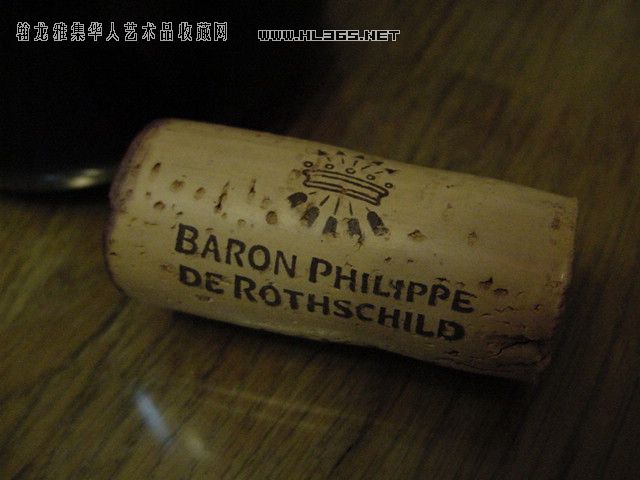 翰龙雅集华人艺术品收藏网 WWW.HL365.NET
BARON PHILIPPE
DE ROTHSCHILD